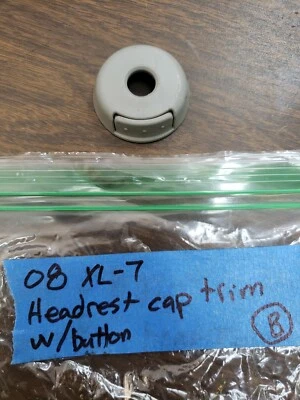 08 XL-7
Headrest cap trim
w/button
B